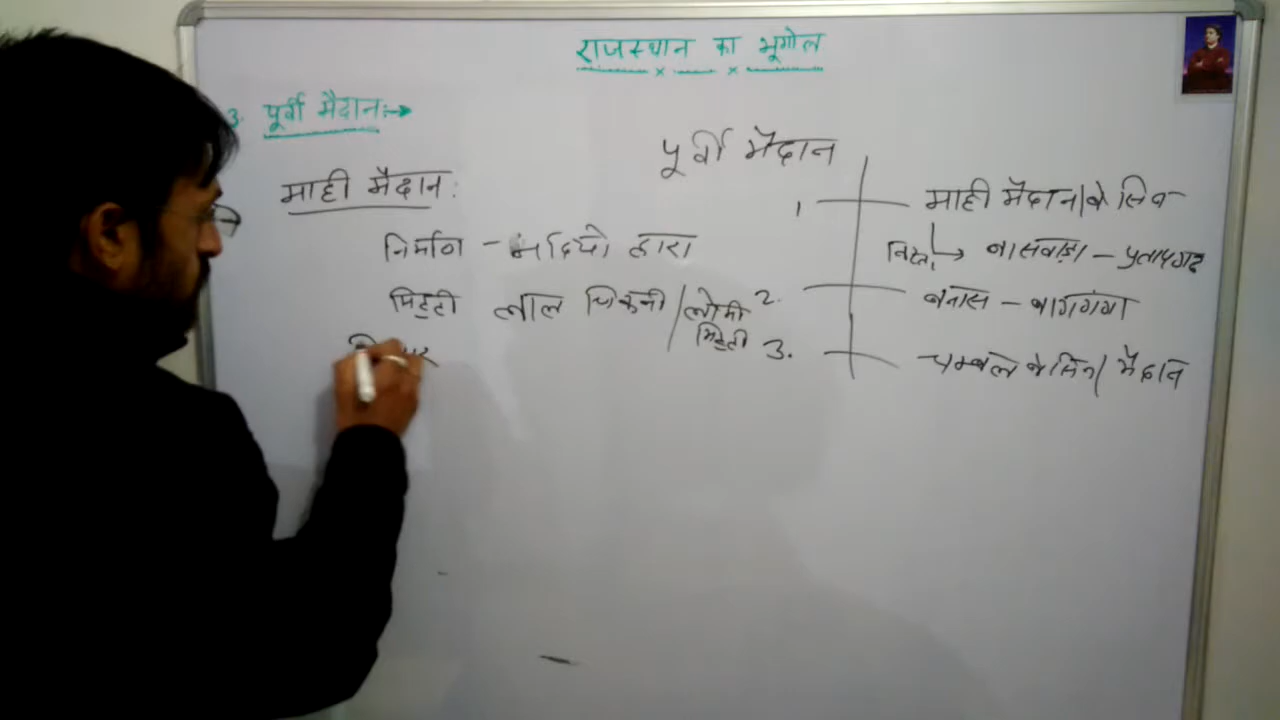 राजस्थान का भूगोल
3. पूर्वी मैदान:→
माही मैदान:
निर्माण - नदियो द्वारा
मिट्टी लाल चिकनी / लोमी मिट्टी
पूर्वी मैदान
1 माही मैदान/बेसिन
→ बासवाड़ा - प्रतापगढ़
2. बनास - बाणगंगा
3. चम्बल बेसिन/ मैदान